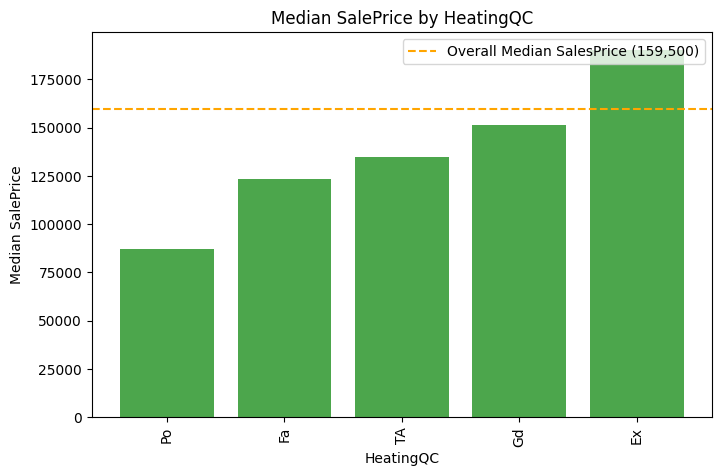 Median SalePrice by HeatingQC
Overall Median SalesPrice (159,500)
175000
150000
125000
100000
75000
50000
25000
0
Median SalePrice
Po
Fa
TA
Gd
Ex
HeatingQC